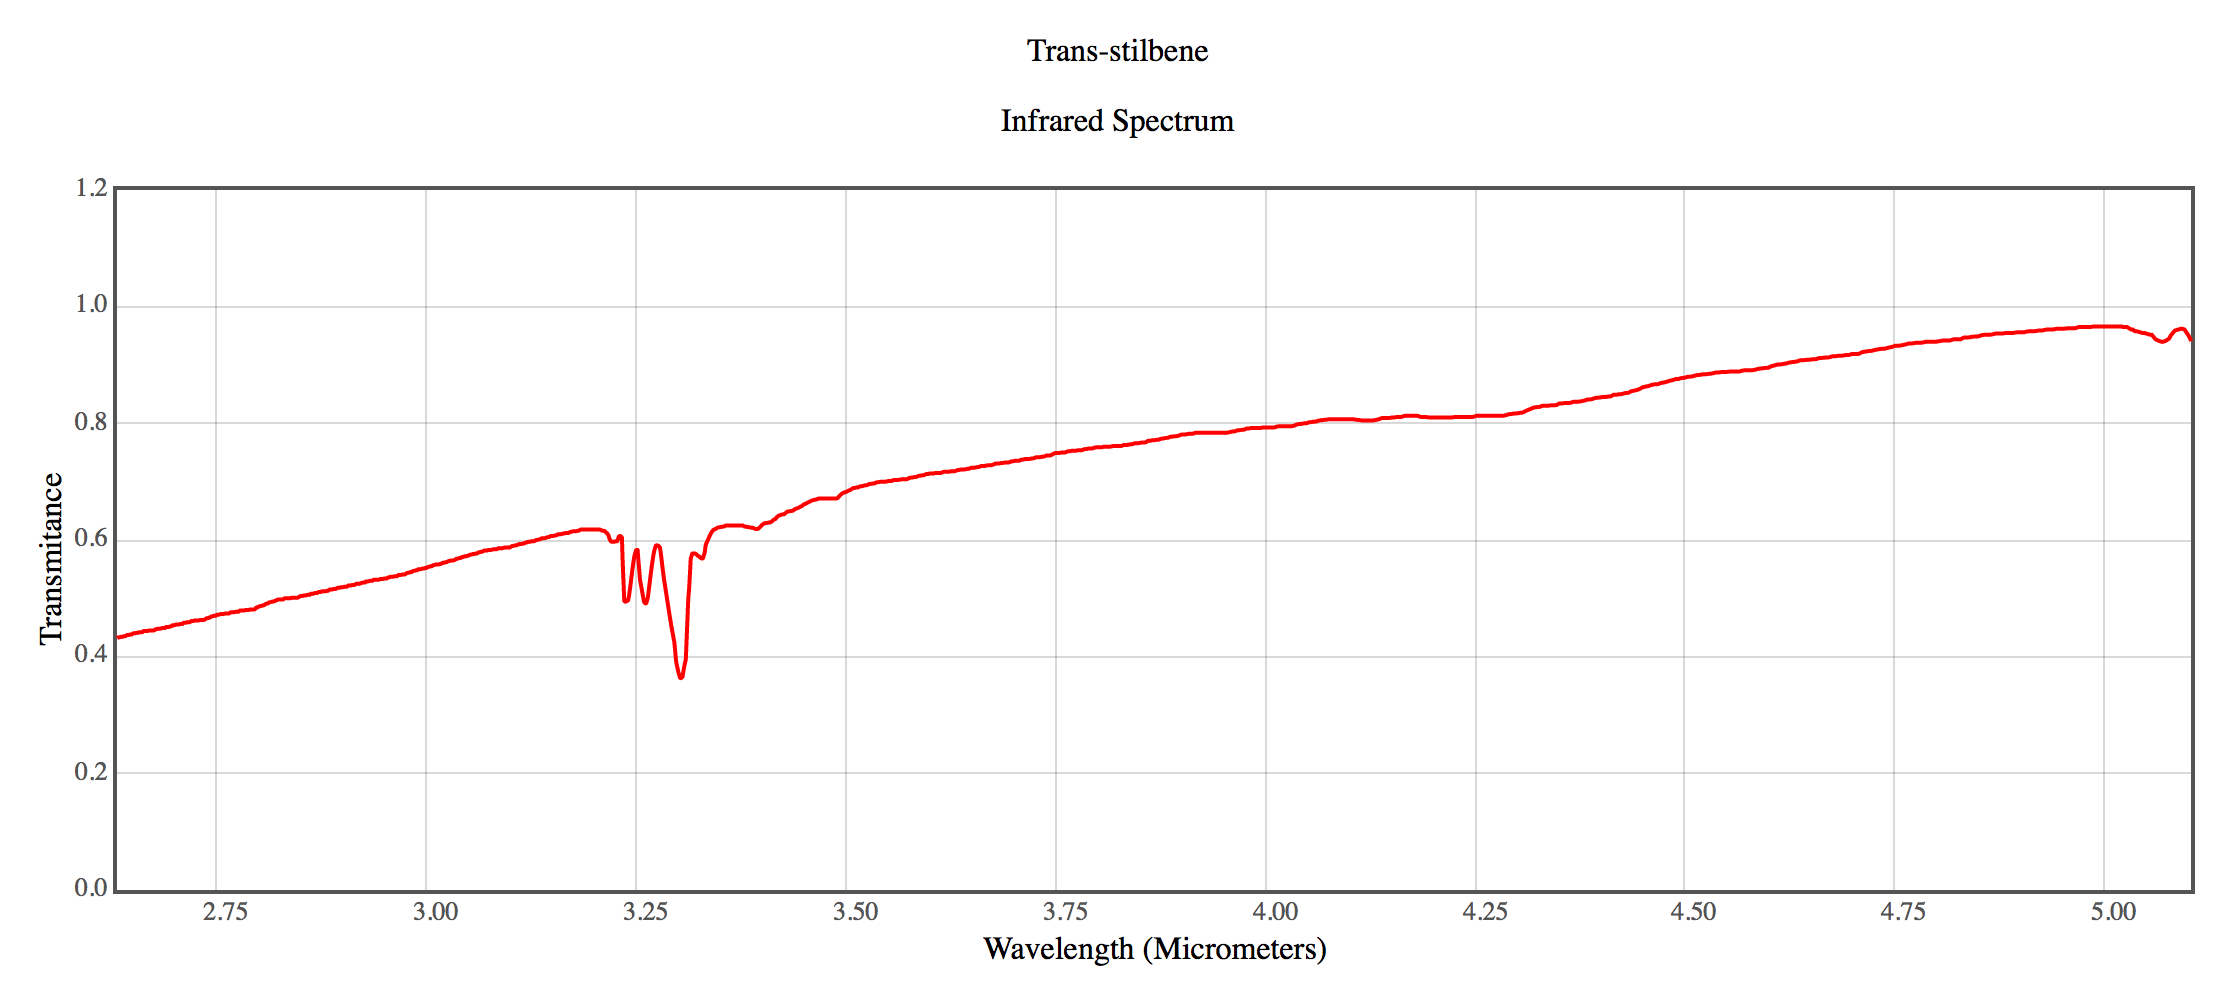 Trans-stilbene
Infrared Spectrum
1.2
1.0
0.8
0.6
0.4
0.2
0.0
Transmitance
2.75 3.00 3.25 3.50 3.75 4.00 4.25 4.50 4.75 5.00
Wavelength (Micrometers)